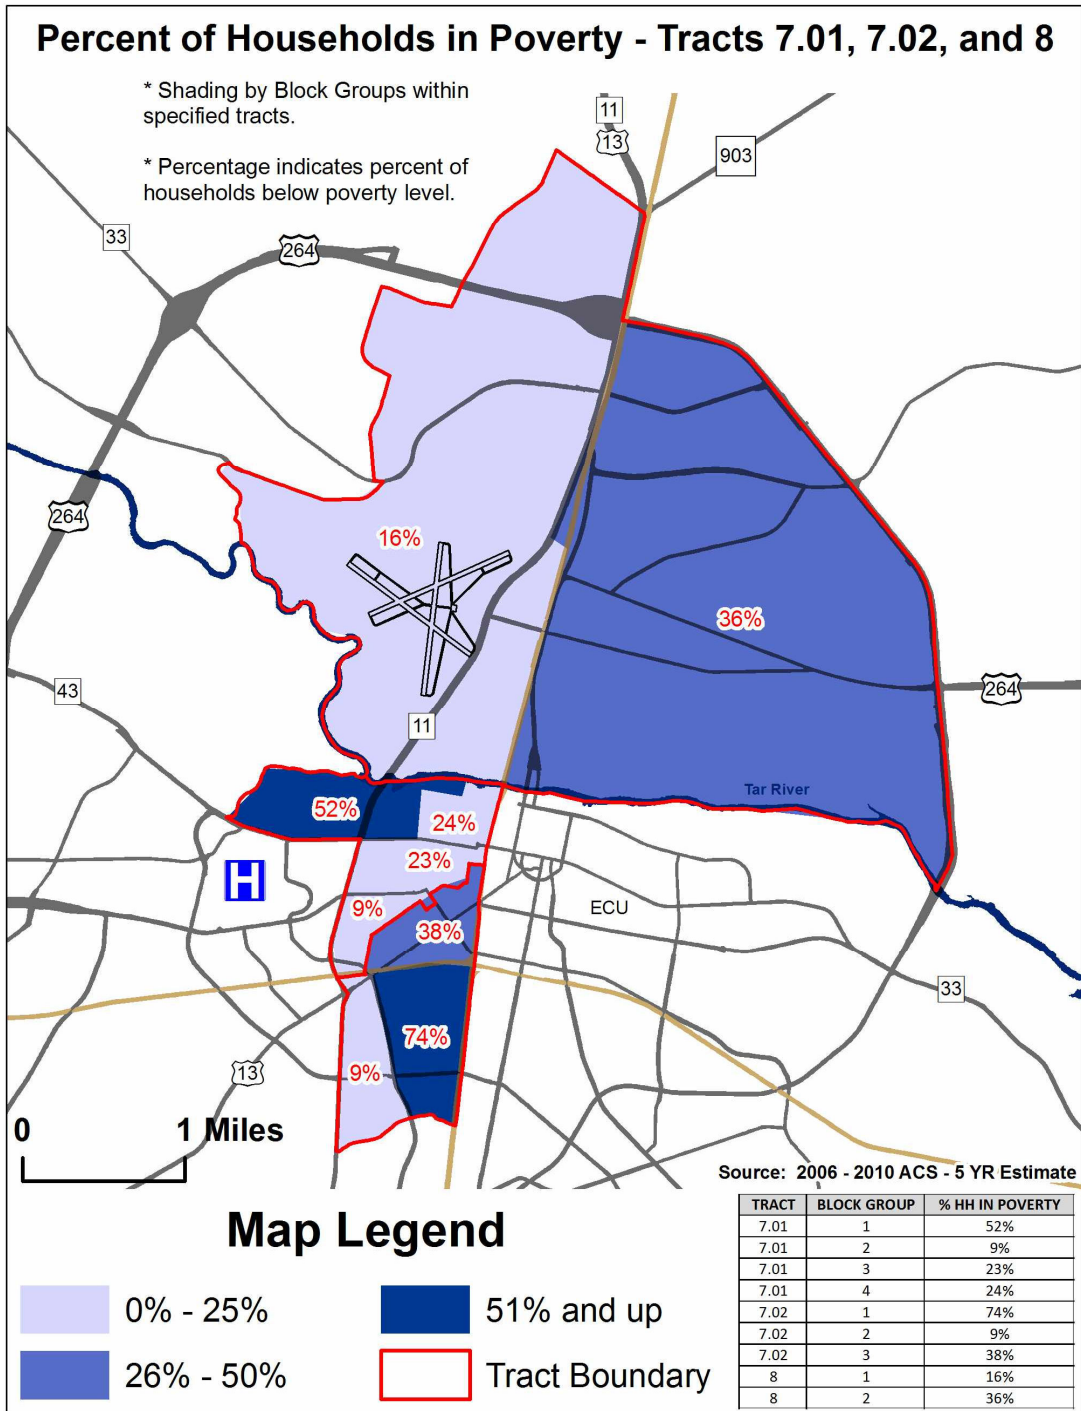 Percent of Households in Poverty - Tracts 7.01, 7.02, and 8
* Shading by Block Groups within
specified tracts.
* Percentage indicates percent of
households below poverty level.
11
13
903
33
264
264
16%
36%
43
11
264
Tar River
52%
24%
23%
H
9%
ECU
38%
33
74%
9%
13
0 1 Miles
Source: 2006 - 2010 ACS - 5 YR Estimate
Map Legend
0% - 25%
51% and up
26% - 50%
Tract Boundary
TRACT BLOCK GROUP % HH IN POVERTY
7.01 1 52%
7.01 2 9%
7.01 3 23%
7.01 4 24%
7.02 1 74%
7.02 2 9%
7.02 3 38%
8 1 16%
8 2 36%